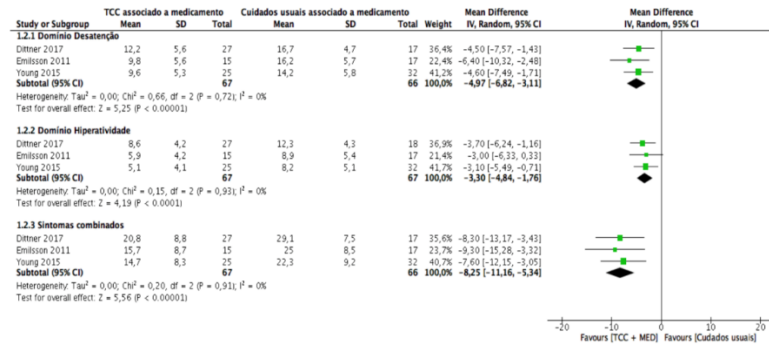 TCC associado a medicamento Cuidados usuais associado a medicamento Mean Difference Mean Difference
Study or Subgroup Mean SD Total Mean SD Total Weight IV, Random, 95% CI IV, Random, 95% CI
1.2.1 Domínio Desatenção
Dittner 2017 12,2 5,6 27 16,7 4,7 17 36,4% -4,50 [-7,57, -1,43]
Emilsson 2011 9,8 5,6 15 16,2 5,7 17 22,4% -6,40 [-10,32, -2,48]
Young 2015 9,6 5,3 25 14,2 5,8 32 41,2% -4,60 [-7,49, -1,71]
Subtotal (95% CI) 67 66 100,0% -4,97 [-6,82, -3,11]
Heterogeneity: Tau² = 0,00; Chi² = 0,66, df = 2 (P = 0,72); I² = 0%
Test for overall effect: Z = 5,25 (P < 0.00001)
1.2.2 Domínio Hiperatividade
Dittner 2017 8,6 4,2 27 12,3 4,3 18 36,9% -3,70 [-6,24, -1,16]
Emilsson 2011 5,9 4,2 15 8,9 5,4 17 21,4% -3,00 [-6,33, 0,33]
Young 2015 5,1 4,1 25 8,2 5,1 32 41,7% -3,10 [-5,49, -0,71]
Subtotal (95% CI) 67 67 100,0% -3,30 [-4,84, -1,76]
Heterogeneity: Tau² = 0,00; Chi² = 0,15, df = 2 (P = 0,93); I² = 0%
Test for overall effect: Z = 4,19 (P < 0.0001)
1.2.3 Sintomas combinados
Dittner 2017 20,8 8,8 27 29,1 7,5 17 35,6% -8,30 [-13,17, -3,43]
Emilsson 2011 15,7 8,7 15 25 8,5 17 23,7% -9,30 [-15,28, -3,32]
Young 2015 14,7 8,3 25 22,3 9,2 32 40,7% -7,60 [-12,15, -3,05]
Subtotal (95% CI) 67 66 100,0% -8,25 [-11,16, -5,34]
Heterogeneity: Tau² = 0,00; Chi² = 0,20, df = 2 (P = 0,91); I² = 0%
Test for overall effect: Z = 5,56 (P < 0.00001)
-20 -10 0 10 20
Favours [TCC + MED] Favours [Cudados usuais]